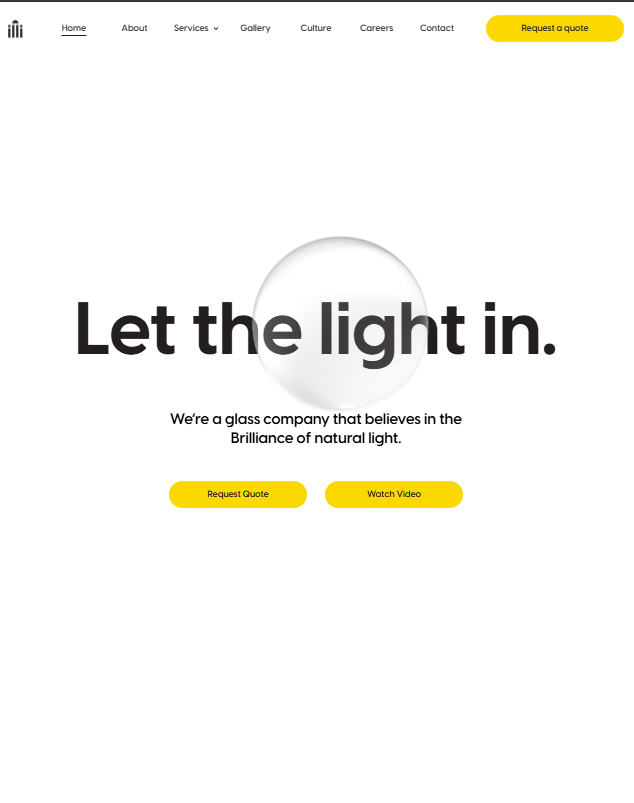 Home About Services Gallery Culture Careers Contact Request a quote
Let the light in.
We're a glass company that believes in the
Brilliance of natural light.
Request Quote Watch Video